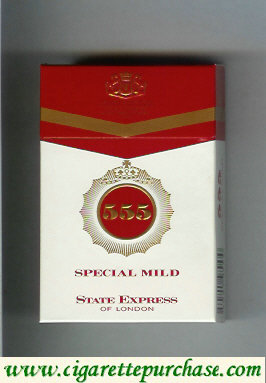 555
SPECIAL MILD
STATE EXPRESS
OF LONDON
www.cigarettepurchase.com